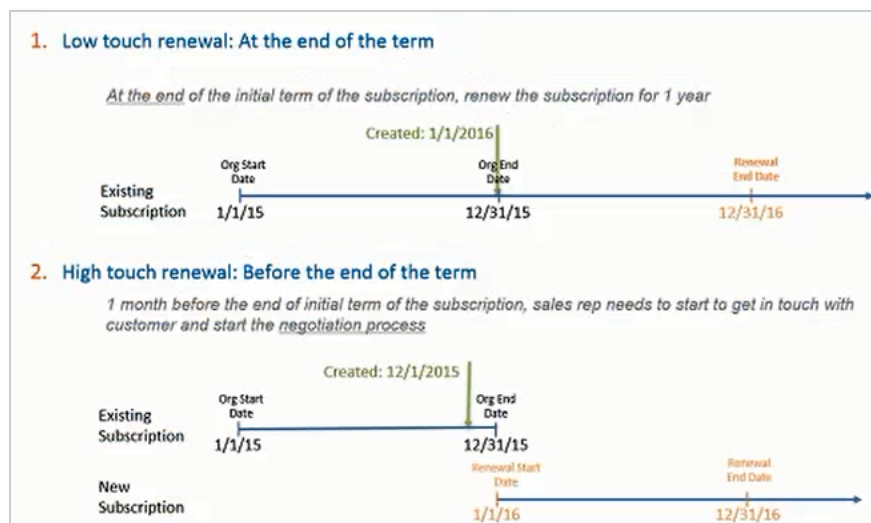 1. Low touch renewal: At the end of the term
At the end of the initial term of the subscription, renew the subscription for 1 year
Created: 1/1/2016
Org Start
Date
Org End
Date
Renewal
End Date
Existing
Subscription
1/1/15
12/31/15
12/31/16
2. High touch renewal: Before the end of the term
1 month before the end of initial term of the subscription, sales rep needs to start to get in touch with
customer and start the negotiation process
Created: 12/1/2015
Org Start
Date
Org End
Date
Existing
Subscription
1/1/15
12/31/15
Renewal Start
Date
Renewal
End Date
New
Subscription
1/1/16
12/31/16